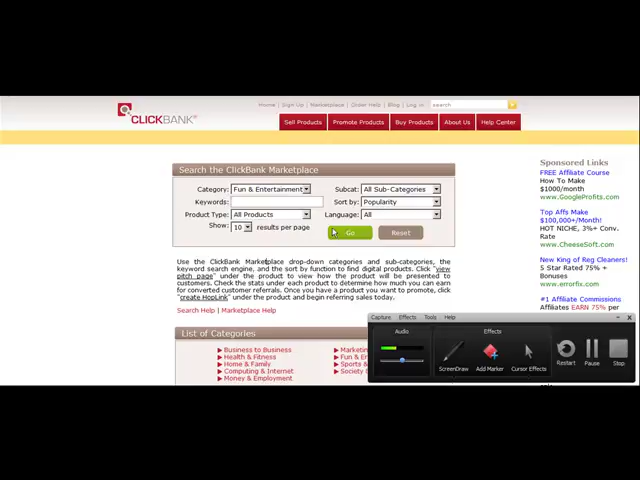 Home | Sign Up | Marketplace | Order Help | Blog | Log in
search
CLICKBANK
Sell Products
Promote Products
Buy Products
About Us
Help Center
Search the ClickBank Marketplace
Category: Fun & Entertainment
Subcat: All Sub-Categories
Keywords:
Sort by: Popularity
Product Type: All Products
Language: All
Show: 10 results per page
Go
Reset
Use the ClickBank Marketplace drop-down categories and sub-categories, the
keyword search engine, and the sort by function to find digital products. Click "view
pitch page" under the product to view how the product will be presented to
customers. Check the stats under each product to determine how much you can earn
for converted customer referrals. Once you have a product you want to promote, click
"create HopLink" under the product and begin referring sales today.
Search Help | Marketplace Help
List of Categories
Business to Business
Health & Fitness
Home & Family
Computing & Internet
Money & Employment
Marketin
Fun & E
Sports &
Society
Sponsored Links
FREE Affiliate Course
How To Make
$1000/month
www.GoogleProfits.com
Top Affs Make
$100,000+/Month!
HOT NICHE, 3%+ Conv.
Rate.
www.CheeseSoft.com
New King of Reg Cleaners!
5 Star Rated 75% +
Bonuses
www.errorfix.com
#1 Affiliate Commissions
Affiliates EARN 75% per
Capture Effects Tools Help
Audio
Effects
ScreenDraw
Add Marker
Cursor Effects
Restart
Pause
Stop